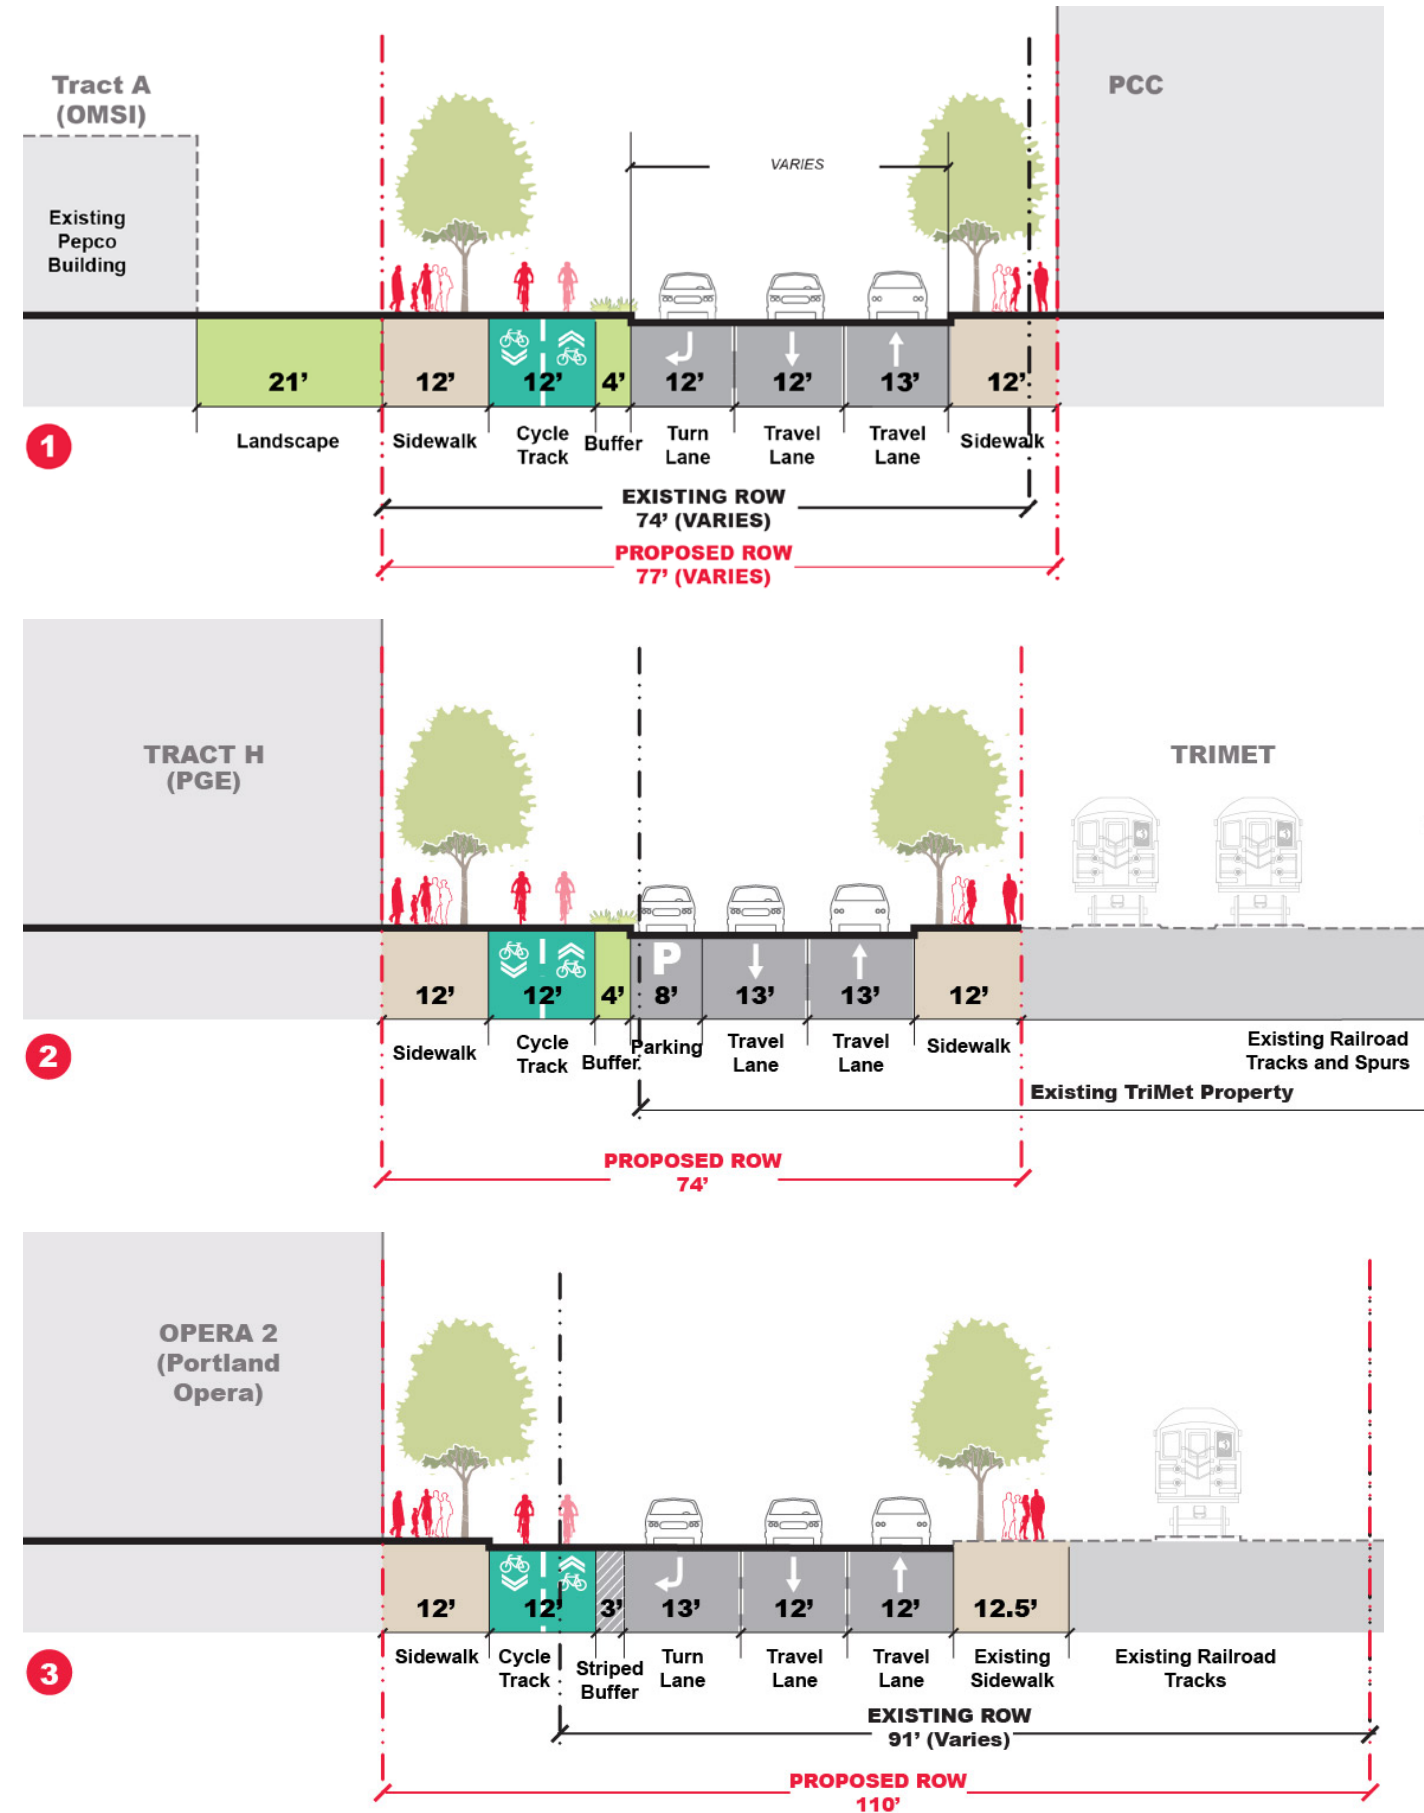 Tract A
(OMSI)
PCC
VARIES
Existing
Pepco
Building
21’ 12’ 12’ 4’ 12’ 12’ 13’ 12’
1
Landscape Sidewalk Cycle Track Buffer Turn Lane Travel Lane Travel Lane Sidewalk
EXISTING ROW
74’ (VARIES)
PROPOSED ROW
77’ (VARIES)
TRACT H
(PGE)
TRIMET
P
12’ 12’ 4’ 8’ 13’ 13’ 12’
2
Sidewalk Cycle Track Buffer Parking Travel Lane Travel Lane Sidewalk
Existing Railroad
Tracks and Spurs
Existing TriMet Property
PROPOSED ROW
74’
OPERA 2
(Portland
Opera)
12’ 12’ 3’ 13’ 12’ 12’ 12.5’
3
Sidewalk Cycle Track Striped Buffer Turn Lane Travel Lane Travel Lane Existing Sidewalk Existing Railroad Tracks
EXISTING ROW
91’ (Varies)
PROPOSED ROW
110’